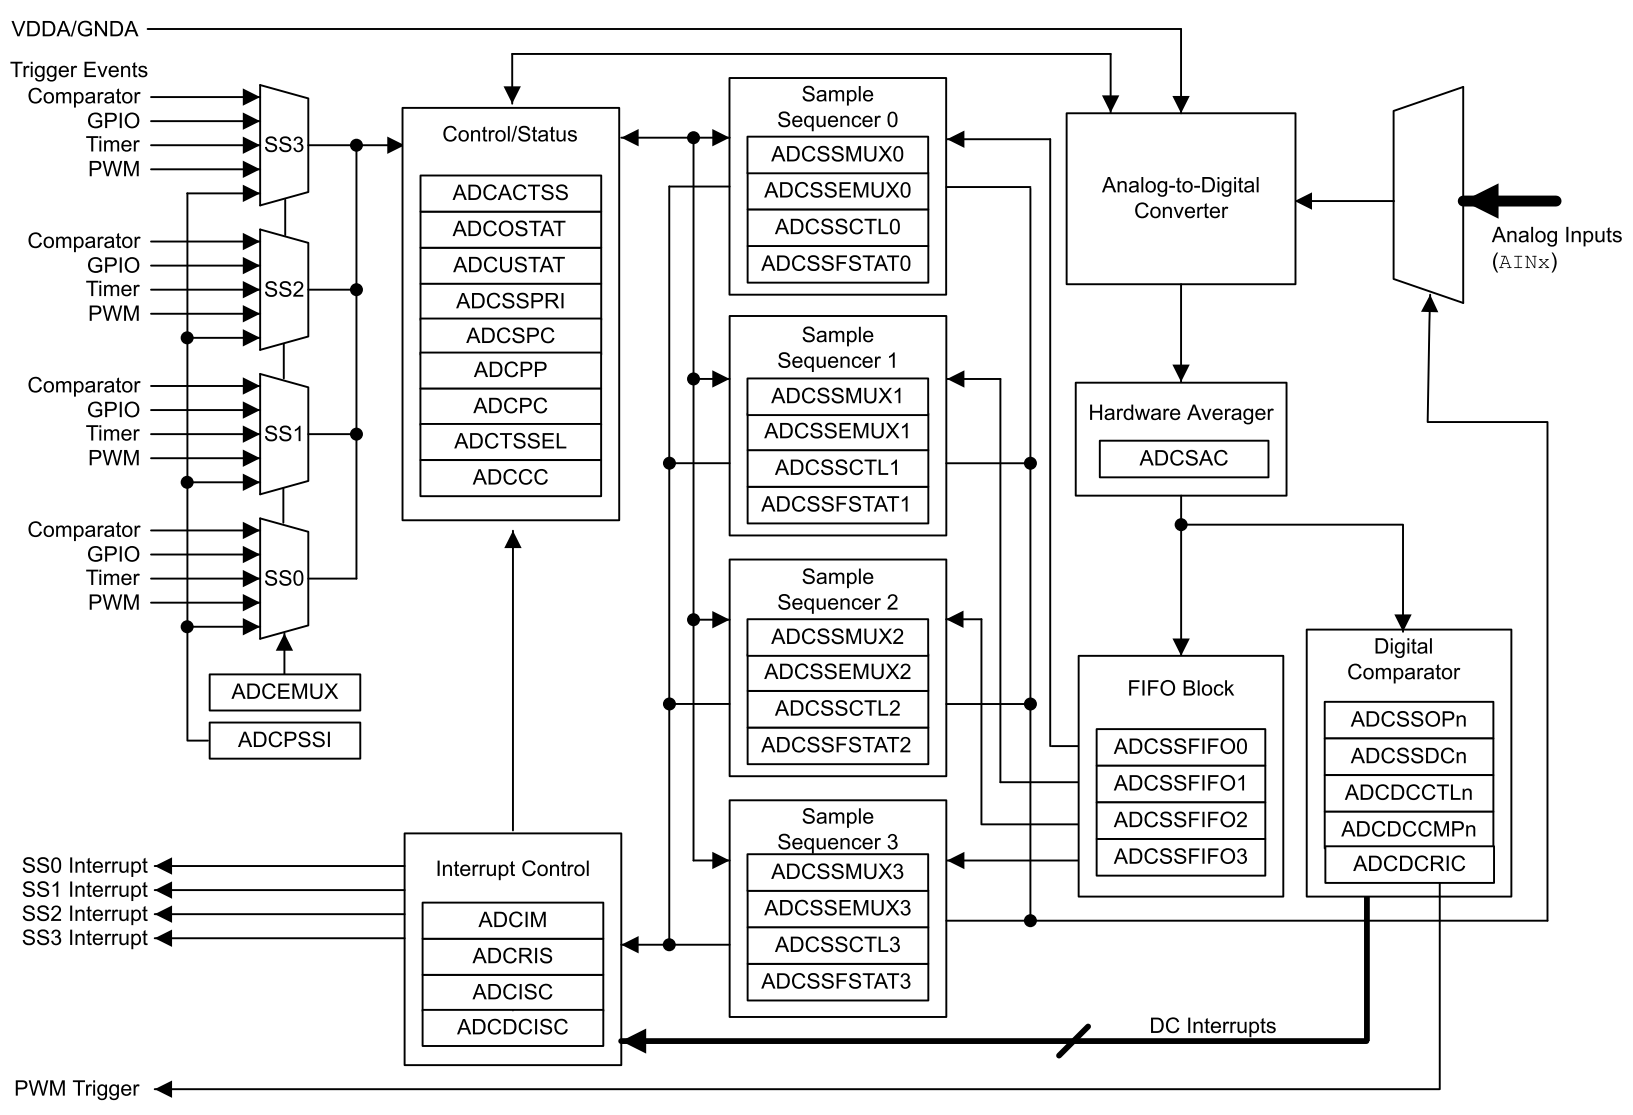 VDDA/GNDA
Trigger Events
Comparator
GPIO
Timer
PWM
SS3
Comparator
GPIO
Timer
PWM
SS2
Comparator
GPIO
Timer
PWM
SS1
Comparator
GPIO
Timer
PWM
SS0
ADCEMUX
ADCPSSI
Control/Status
ADCACTSS
ADCOSTAT
ADCUSTAT
ADCSSPRI
ADCSPC
ADCPP
ADCPC
ADCTSSEL
ADCCC
Sample
Sequencer 0
ADCSSMUX0
ADCSSEMUX0
ADCSSCTL0
ADCSSFSTAT0
Sample
Sequencer 1
ADCSSMUX1
ADCSSEMUX1
ADCSSCTL1
ADCSSFSTAT1
Sample
Sequencer 2
ADCSSMUX2
ADCSSEMUX2
ADCSSCTL2
ADCSSFSTAT2
Sample
Sequencer 3
ADCSSMUX3
ADCSSEMUX3
ADCSSCTL3
ADCSSFSTAT3
Analog-to-Digital
Converter
Analog Inputs
(AINx)
Hardware Averager
ADCSAC
FIFO Block
ADCSSFIFO0
ADCSSFIFO1
ADCSSFIFO2
ADCSSFIFO3
Digital
Comparator
ADCSSOPn
ADCSSDCn
ADCDCCTLn
ADCDCCMPn
ADCDCRIC
Interrupt Control
ADCIM
ADCRIS
ADCISC
ADCDCISC
SS0 Interrupt
SS1 Interrupt
SS2 Interrupt
SS3 Interrupt
DC Interrupts
PWM Trigger